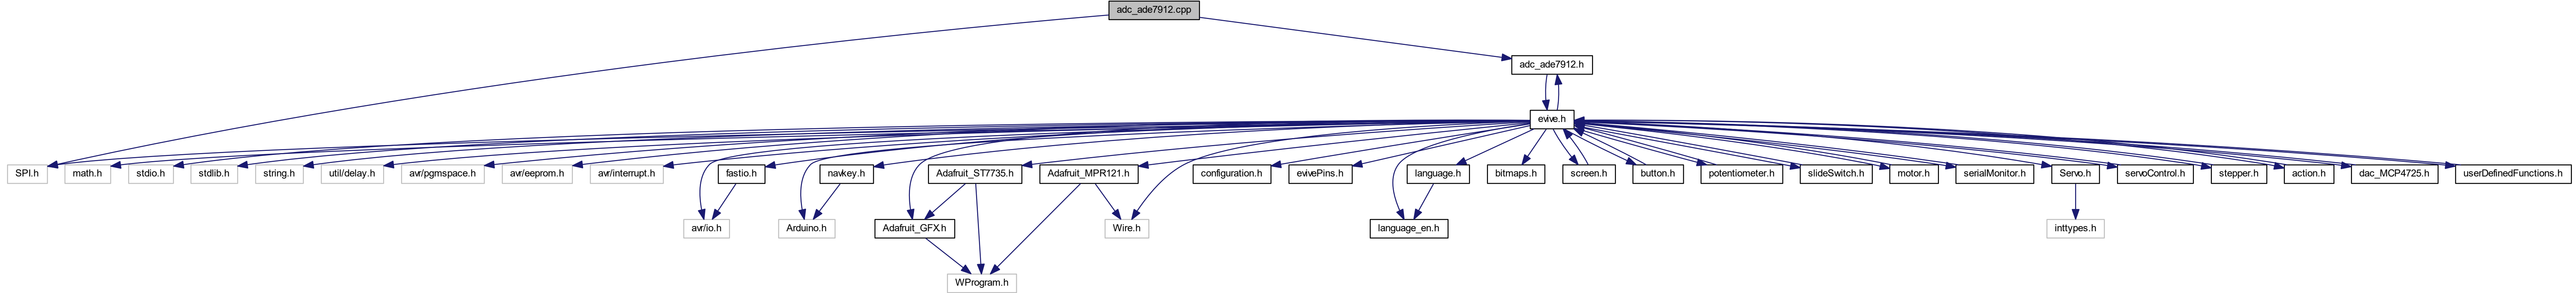 adc_ade7912.cpp
adc_ade7912.h
evive.h
SPI.h
math.h
stdio.h
stdlib.h
string.h
util/delay.h
avr/pgmspace.h
avr/eeprom.h
avr/interrupt.h
fastio.h
navkey.h
Adafruit_ST7735.h
Adafruit_MPR121.h
configuration.h
evivePins.h
language.h
bitmaps.h
screen.h
button.h
potentiometer.h
slideSwitch.h
motor.h
serialMonitor.h
Servo.h
servoControl.h
stepper.h
action.h
dac_MCP4725.h
userDefinedFunctions.h
avr/io.h
Arduino.h
Adafruit_GFX.h
Wire.h
language_en.h
inttypes.h
WProgram.h